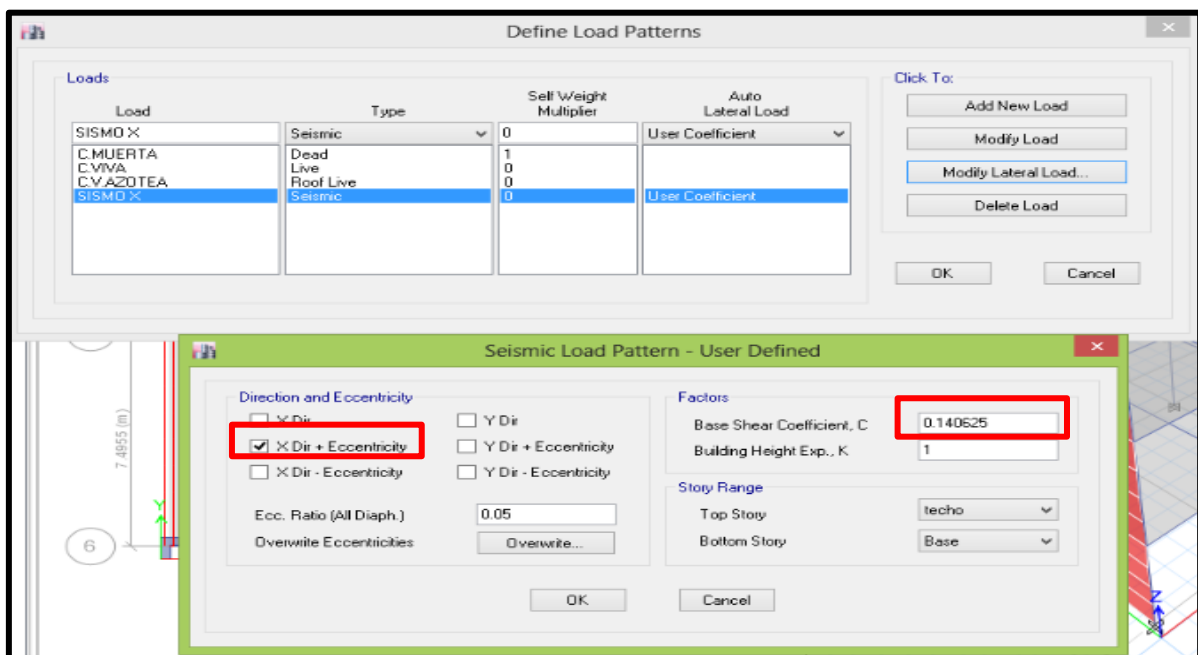 Define Load Patterns
Loads
Click To:
Load
Type
Self Weight
Multiplier
Auto
Lateral Load
SISMO X Seismic 0 User Coefficient
C.MUERTA Dead 1
C.VIVA Live 0
C.V.AZOTEA Roof Live 0
SISMO X Seismic 0 User Coefficient
Add New Load
Modify Load
Modify Lateral Load...
Delete Load
OK Cancel
Seismic Load Pattern - User Defined
Direction and Eccentricity
X Dir Y Dir
X Dir + Eccentricity Y Dir + Eccentricity
X Dir - Eccentricity Y Dir - Eccentricity
Ecc. Ratio (All Diaph.) 0.05
Overwrite Eccentricities Overwrite...
Factors
Base Shear Coefficient, C 0.140625
Building Height Exp., K 1
Story Range
Top Story techo
Bottom Story Base
OK Cancel
7.4955 (m)
Y
6
Z